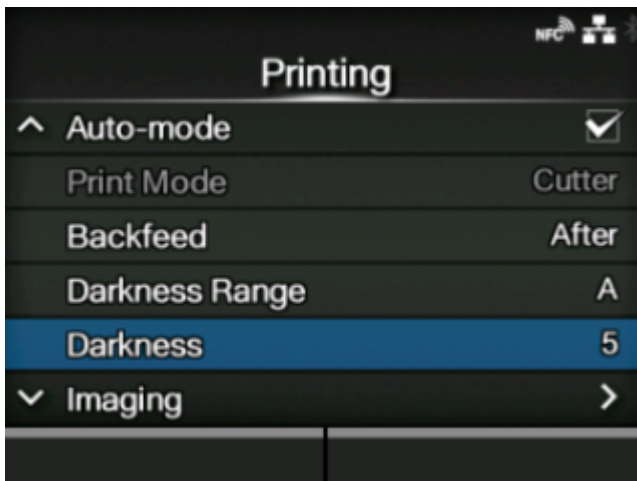 NFC
Printing
Auto-mode
Print Mode Cutter
Backfeed After
Darkness Range A
Darkness 5
Imaging